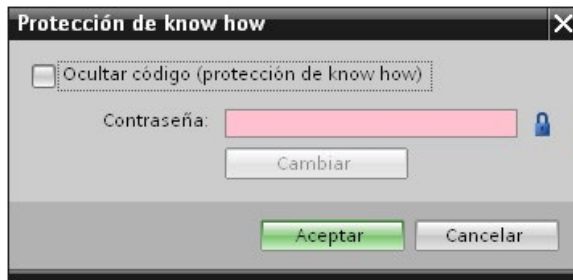 Protección de know how
Ocultar código (protección de know how)
Contraseña:
Cambiar
Aceptar
Cancelar